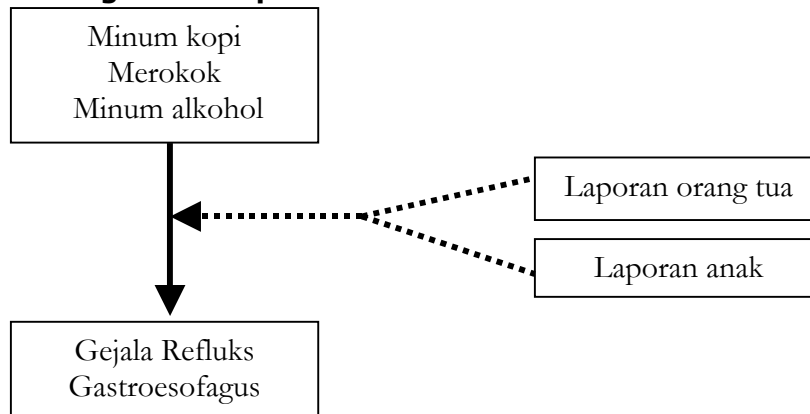 Minum kopi
Merokok
Minum alkohol
Laporan orang tua
Laporan anak
Gejala Refluks
Gastroesofagus